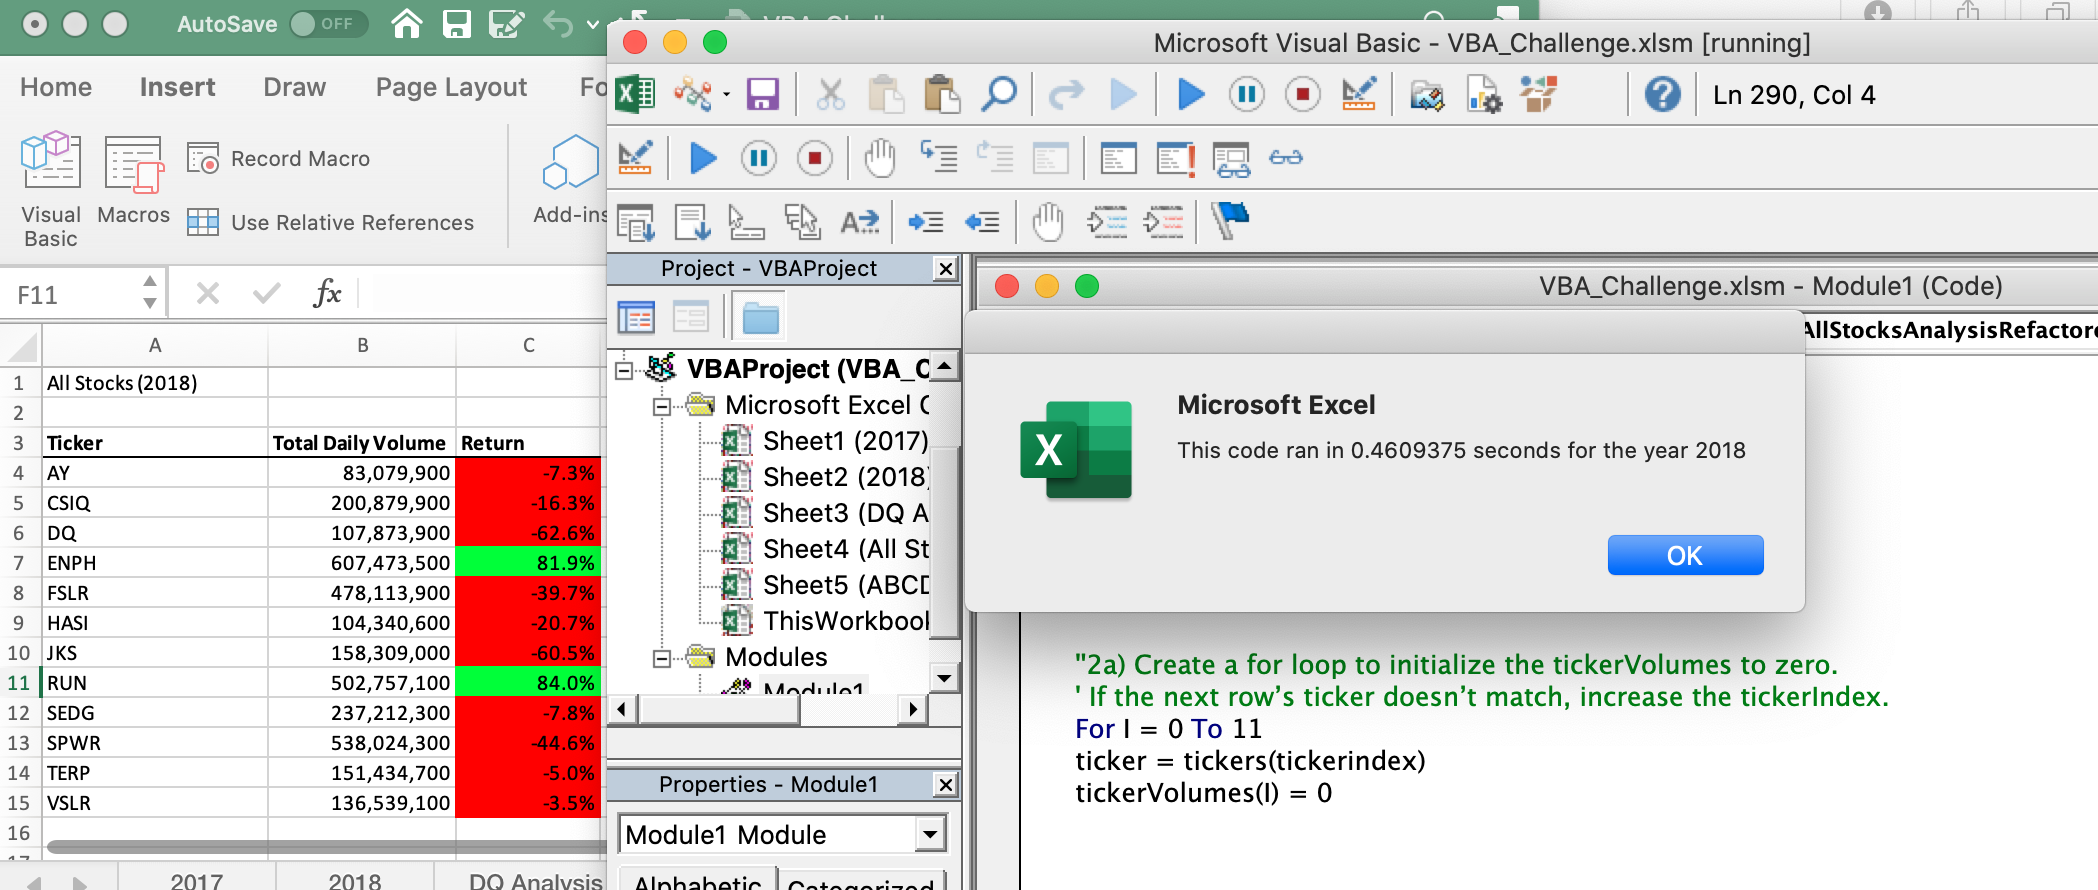 AutoSave OFF
Home Insert Draw Page Layout
Visual Basic
Macros
Record Macro
Use Relative References
Add-ins
F11
fx
A B C
1 All Stocks (2018)
2
3 Ticker Total Daily Volume Return
4 AY 83,079,900 -7.3%
5 CSIQ 200,879,900 -16.3%
6 DQ 107,873,900 -62.6%
7 ENPH 607,473,500 81.9%
8 FSLR 478,113,900 -39.7%
9 HASI 104,340,600 -20.7%
10 JKS 158,309,000 -60.5%
11 RUN 502,757,100 84.0%
12 SEDG 237,212,300 -7.8%
13 SPWR 538,024,300 -44.6%
14 TERP 151,434,700 -5.0%
15 VSLR 136,539,100 -3.5%
16
2017 2018 DQ Analysis
Microsoft Visual Basic - VBA_Challenge.xlsm [running]
Ln 290, Col 4
Project - VBAProject
VBAProject (VBA_C
Microsoft Excel
Sheet1 (2017)
Sheet2 (2018)
Sheet3 (DQ A
Sheet4 (All St
Sheet5 (ABCD
ThisWorkbook
Modules
Module1
Properties - Module1
Module1 Module
Alphabetic Categorized
VBA_Challenge.xlsm - Module1 (Code)
AllStocksAnalysisRefactore
Microsoft Excel
This code ran in 0.4609375 seconds for the year 2018
OK
"2a) Create a for loop to initialize the tickerVolumes to zero.
' If the next row’s ticker doesn’t match, increase the tickerIndex.
For I = 0 To 11
ticker = tickers(tickerindex)
tickerVolumes(I) = 0